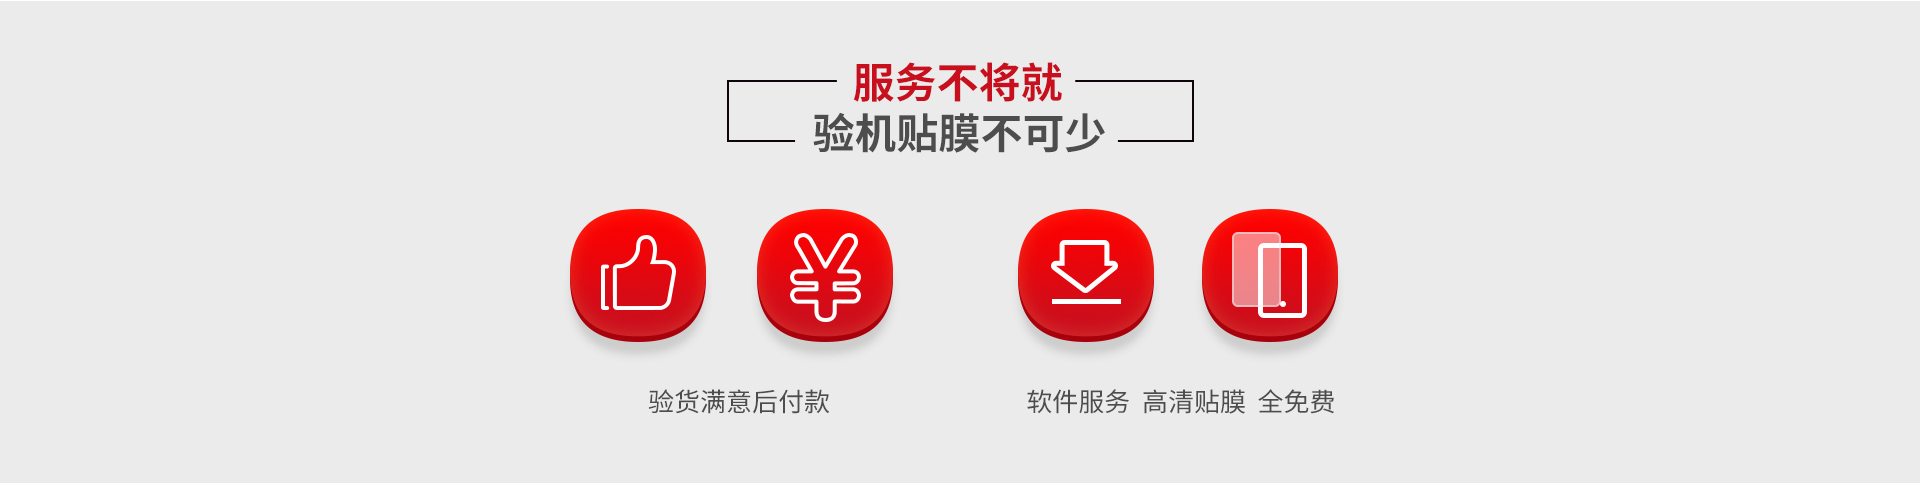 服务不将就
验机贴膜不可少
验货满意后付款
软件服务 高清贴膜 全免费